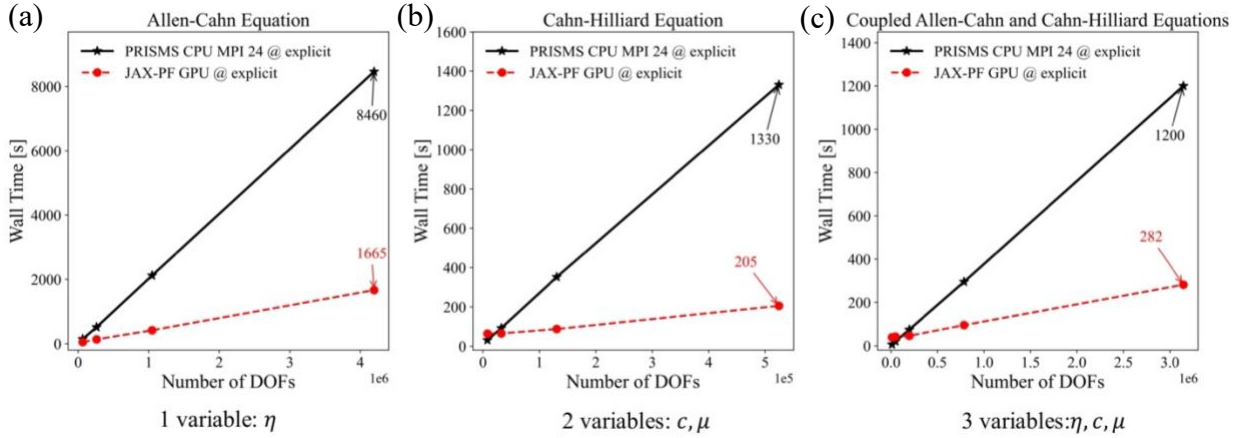 (a)
Allen-Cahn Equation
PRISMS CPU MPI 24 @ explicit
JAX-PF GPU @ explicit
8000
6000
4000
2000
0
Wall Time [s]
8460
1665
0
1
2
3
4
1e6
Number of DOFs
1 variable: η
(b)
Cahn-Hilliard Equation
PRISMS CPU MPI 24 @ explicit
JAX-PF GPU @ explicit
1600
1400
1200
1000
800
600
400
200
0
Wall Time [s]
1330
205
0
1
2
3
4
5
1e5
Number of DOFs
2 variables: c, μ
(c)
Coupled Allen-Cahn and Cahn-Hilliard Equations
PRISMS CPU MPI 24 @ explicit
JAX-PF GPU @ explicit
1400
1200
1000
800
600
400
200
0
Wall Time [s]
1200
282
0.0
0.5
1.0
1.5
2.0
2.5
3.0
1e6
Number of DOFs
3 variables:η, c, μ